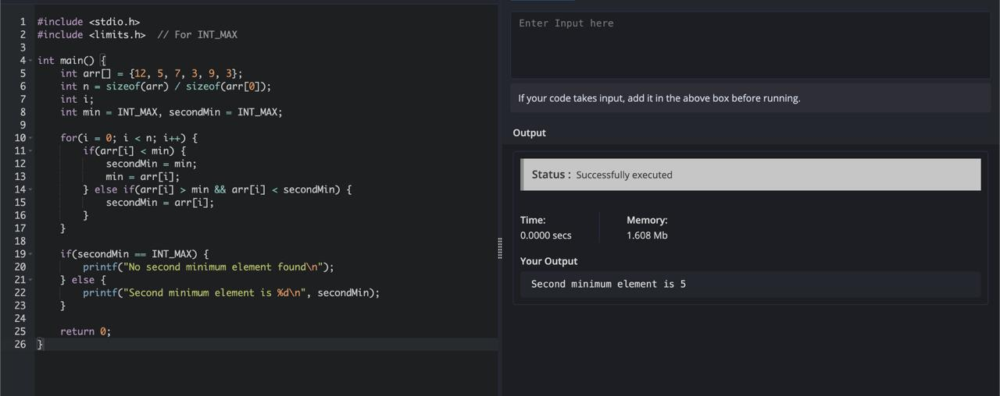 1 #include <stdio.h>
2 #include <limits.h>  // For INT_MAX
3
4 int main() {
5     int arr[] = {12, 5, 7, 3, 9, 3};
6     int n = sizeof(arr) / sizeof(arr[0]);
7     int i;
8     int min = INT_MAX, secondMin = INT_MAX;
9
10     for(i = 0; i < n; i++) {
11         if(arr[i] < min) {
12             secondMin = min;
13             min = arr[i];
14         } else if(arr[i] > min && arr[i] < secondMin) {
15             secondMin = arr[i];
16         }
17     }
18
19     if(secondMin == INT_MAX) {
20         printf("No second minimum element found\n");
21     } else {
22         printf("Second minimum element is %d\n", secondMin);
23     }
24
25     return 0;
26 }
Enter Input here
If your code takes input, add it in the above box before running.
Output
Status : Successfully executed
Time: Memory:
0.0000 secs 1.608 Mb
Your Output
Second minimum element is 5